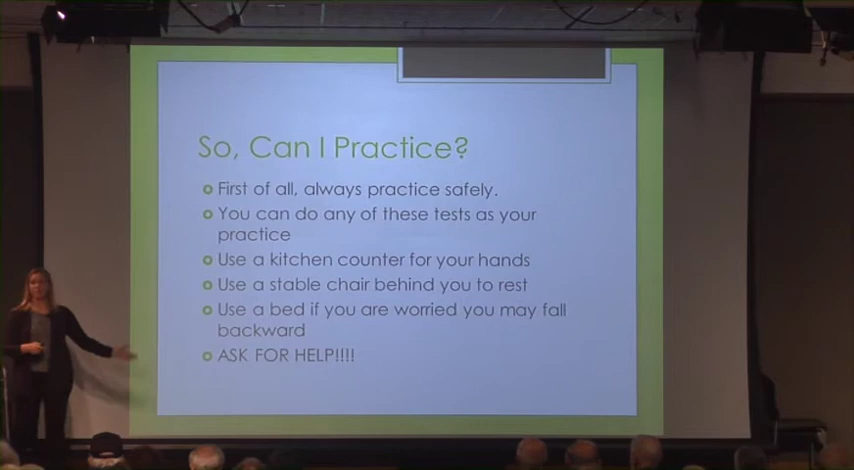 So, Can I Practice?
First of all, always practice safely.
You can do any of these tests as your
practice
Use a kitchen counter for your hands
Use a stable chair behind you to rest
Use a bed if you are worried you may fall
backward
ASK FOR HELP!!!!